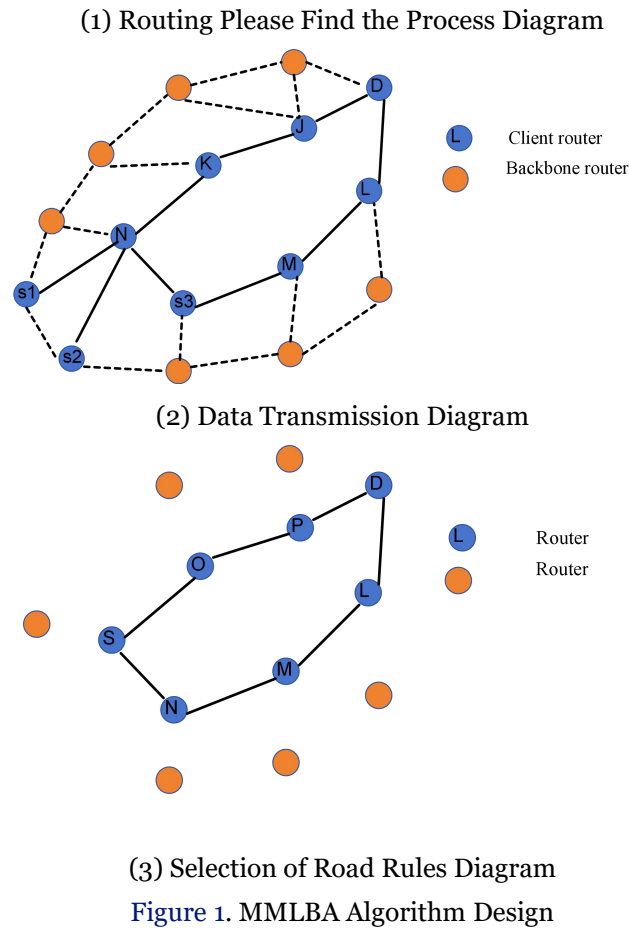 (1) Routing Please Find the Process Diagram
D
J
L Client router
K
Backbone router
L
N
M
s1
s3
s2
(2) Data Transmission Diagram
D
P
L Router
O
Router
L
S
M
N
(3) Selection of Road Rules Diagram
Figure 1. MMLBA Algorithm Design